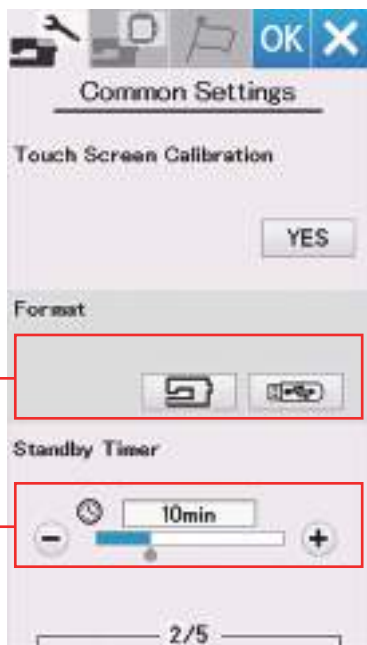 OK
Common Settings
Touch Screen Calibration
YES
Format
Standby Timer
10min
2/5